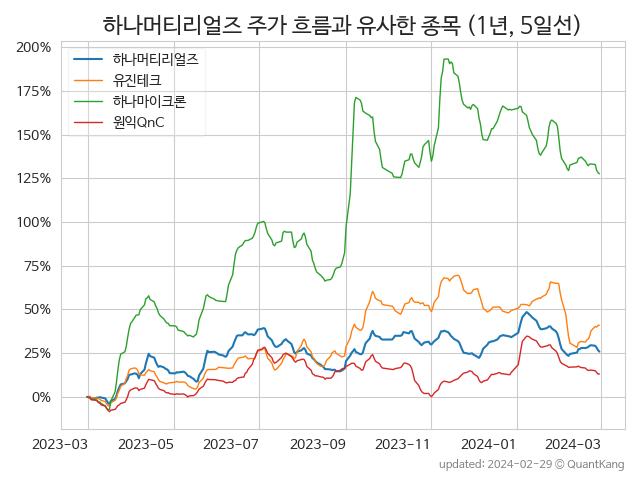 하나머티리얼즈 주가 흐름과 유사한 종목 (1년, 5일선)
200%
175%
150%
125%
100%
75%
50%
25%
0%
하나머티리얼즈
유진테크
하나마이크론
원익QnC
2023-03
2023-05
2023-07
2023-09
2023-11
2024-01
2024-03
updated: 2024-02-29 © QuantKang